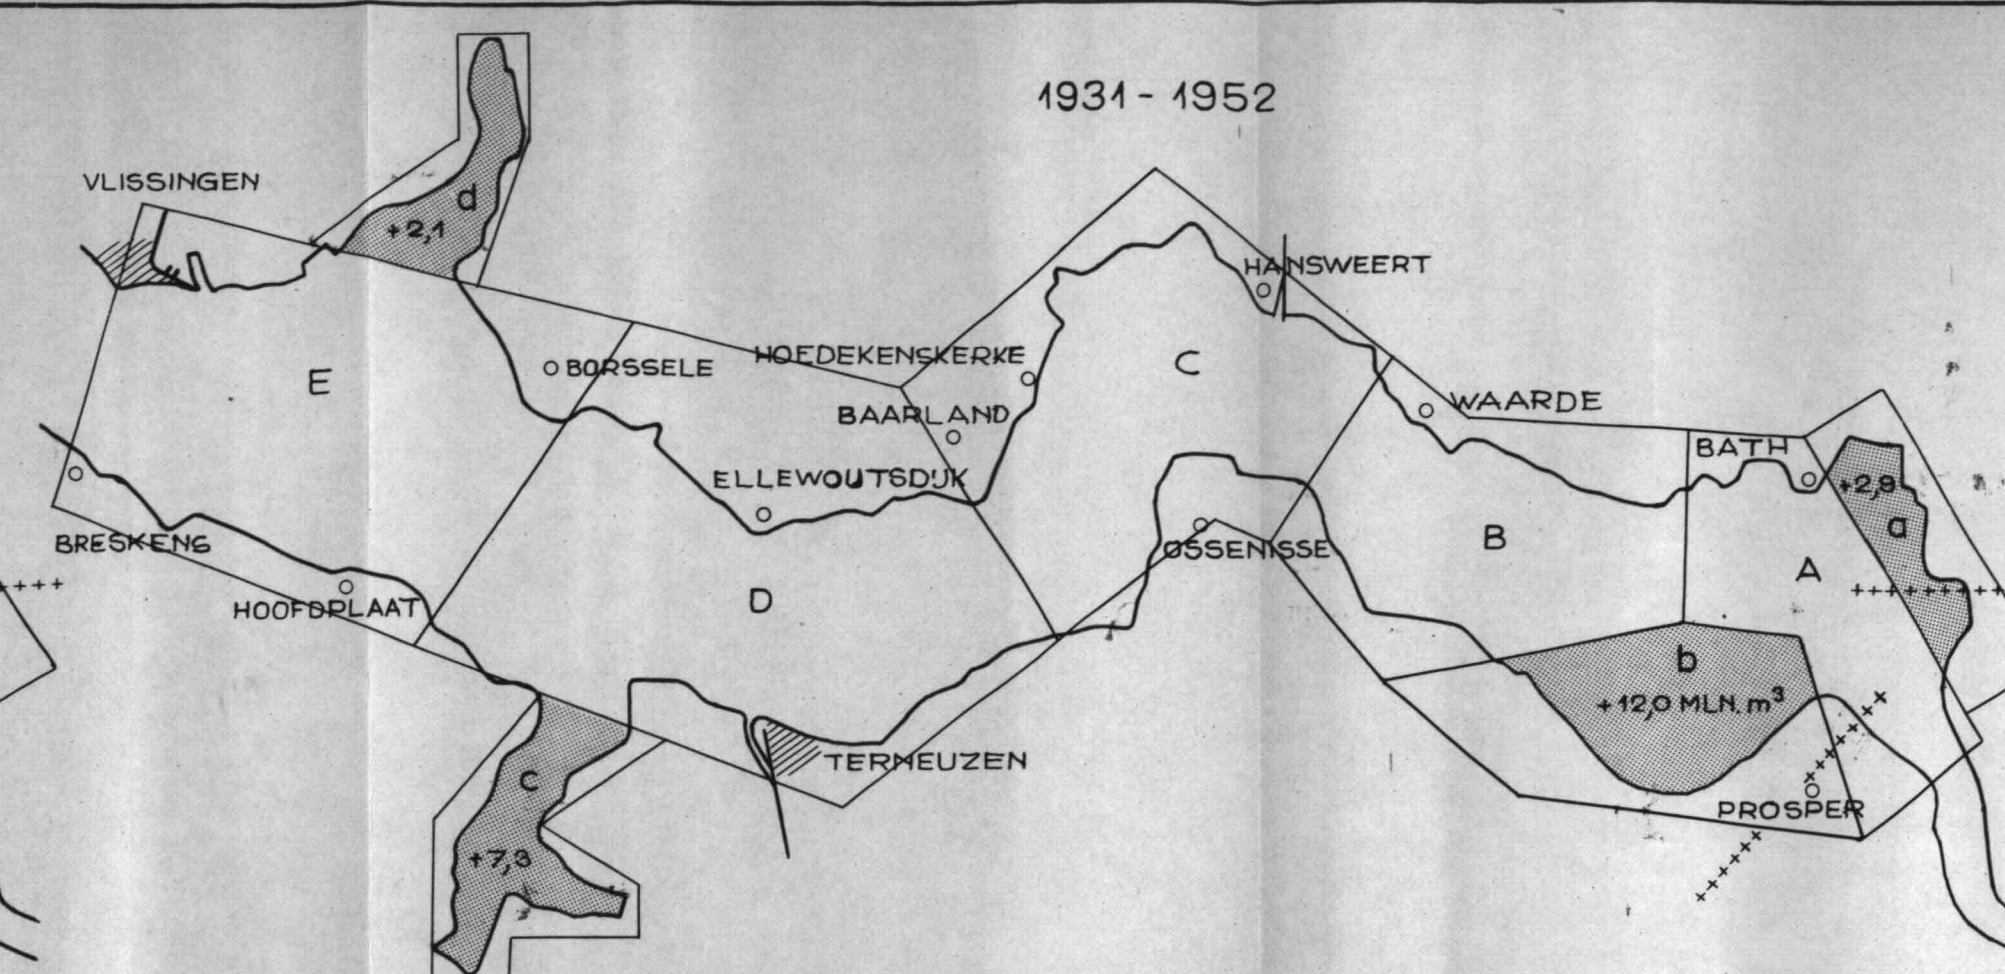 1931 - 1952
VLISSINGEN
d
+2,1
HANSWEERT
E
BORSSELE
HOEDEKENSKERKE
C
BAARLAND
WAARDE
BATH
ELLEWOUTSDIJK
+2,9
a
BRESKENS
OSSENISSE
B
A
HOOFDPLAAT
D
b
+12,0 MLN. m³
TERNEUZEN
c
PROSPER
+7,3